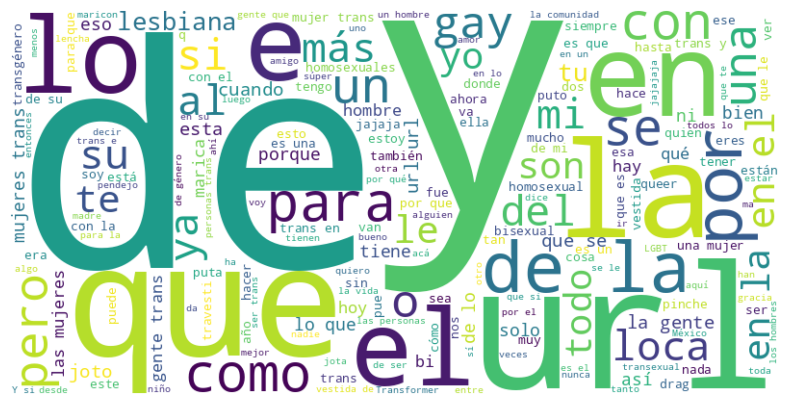 de
y
que
url
la
en
lo
el
e
por
para
de la
un
más
gay
con
una
si
al
yo
mi
tu
se
son
del
le
su
te
ya
pero
como
o
todo
loca
en la
en el
lesbiana
eso
cuando
hombre
esta
porque
es una
esto
jajaja
estoy
también
urlurl
homosexuales
tengo
donde
ahora
va
ella
mucho
de mi
mujer trans
gente que
un hombre
uno
amor
amigo
super
luego
la comunidad
siempre
es que
en lo
puto
dos
hasta
trans y
ese
ver
que le
que te
hace
jajajaja
ni
bien
quien
todos lo
esa
qué
eres
hay
tener
están
estar
homosexual
queer
vestida
irque es
dice
bisexual
que se
tan
es un
cosa
se le
LGBT
una mujer
otro
aquí
han
gracia
pinche
ser
por el
que si
de lo
solo
muy
veces
la gente
nada
México
los hombres
así
drag
transexual
es el
nunca
toda
tanto
entre
bi
sea
nos
si
cómo
hoy
tiene
van
fue
por qué
alguien
bueno
acá
sin
quiero
la vida
las personas
lo que
nadie
jota
de ser
trans
Transformer
vestida de
mejor
niño
año
ser trans
hacer
da
ha
travesti
puta
puede
gente trans
joto
este
desde
Y si
las mujeres
algo
era
madre
para la
con la
pendejo
soy
está
decir
trans e
ahí
marica
personas trans
de género
voy
trans en
tienen
otra
en su
con el
q
para que
maricon
lencha
menos
transgénero
de su
entonces
mujeres trans
ma